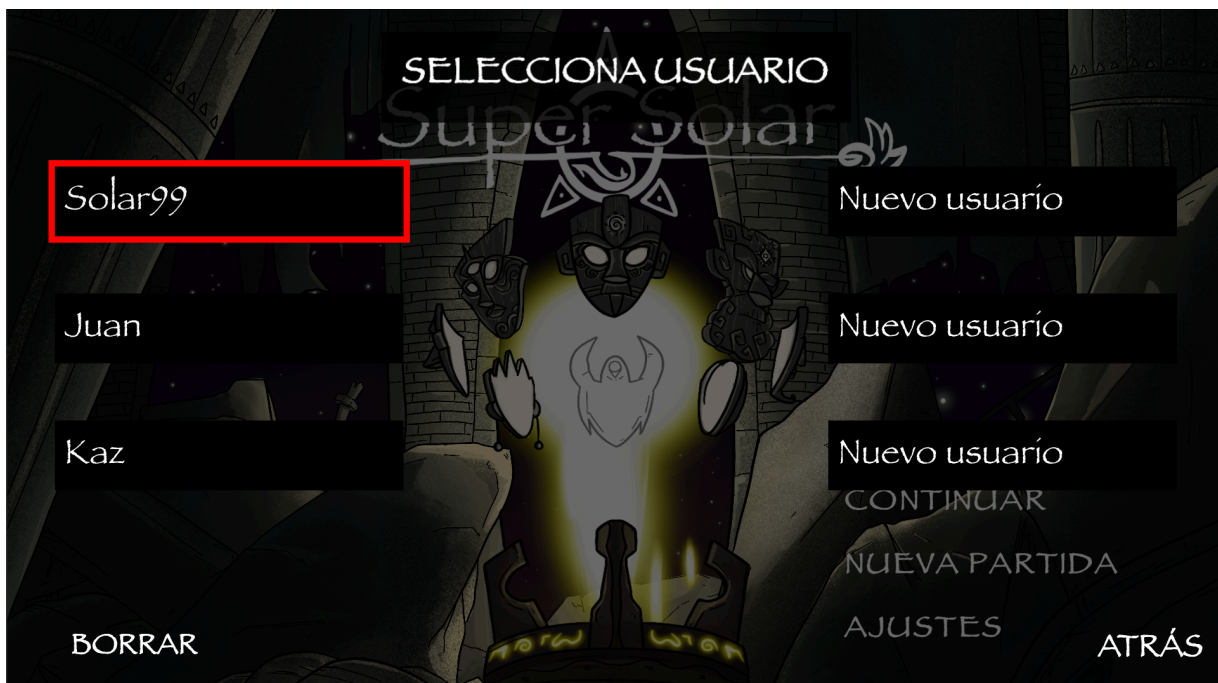 SELECCIONA USUARIO
Super Solar
Solar99
Nuevo usuario
Juan
Nuevo usuario
Kaz
Nuevo usuario
CONTINUAR
NUEVA PARTIDA
AJUSTES
BORRAR
ATRÁS